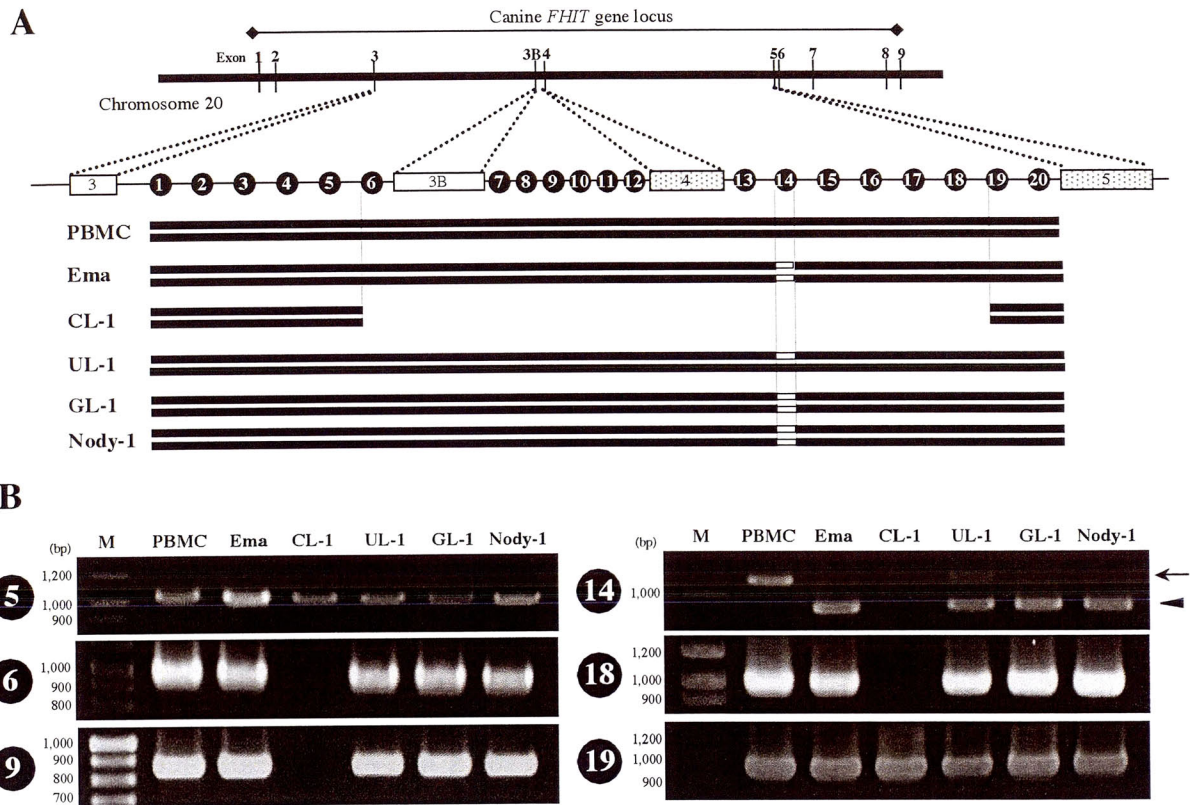 A
Canine FHIT gene locus
Exon 1 2 3 3B 4 5 6 7 8 9
Chromosome 20
3 1 2 3 4 5 6 3B 7 8 9 10 11 12 4 13 14 15 16 17 18 19 20 5
PBMC
Ema
CL-1
UL-1
GL-1
Nody-1
B
(bp) M PBMC Ema CL-1 UL-1 GL-1 Nody-1
5
1,200
1,000
900
6
1,000
900
800
9
1,000
900
800
700
(bp) M PBMC Ema CL-1 UL-1 GL-1 Nody-1
14
1,000
18
1,200
1,000
900
19
1,200
1,000
900